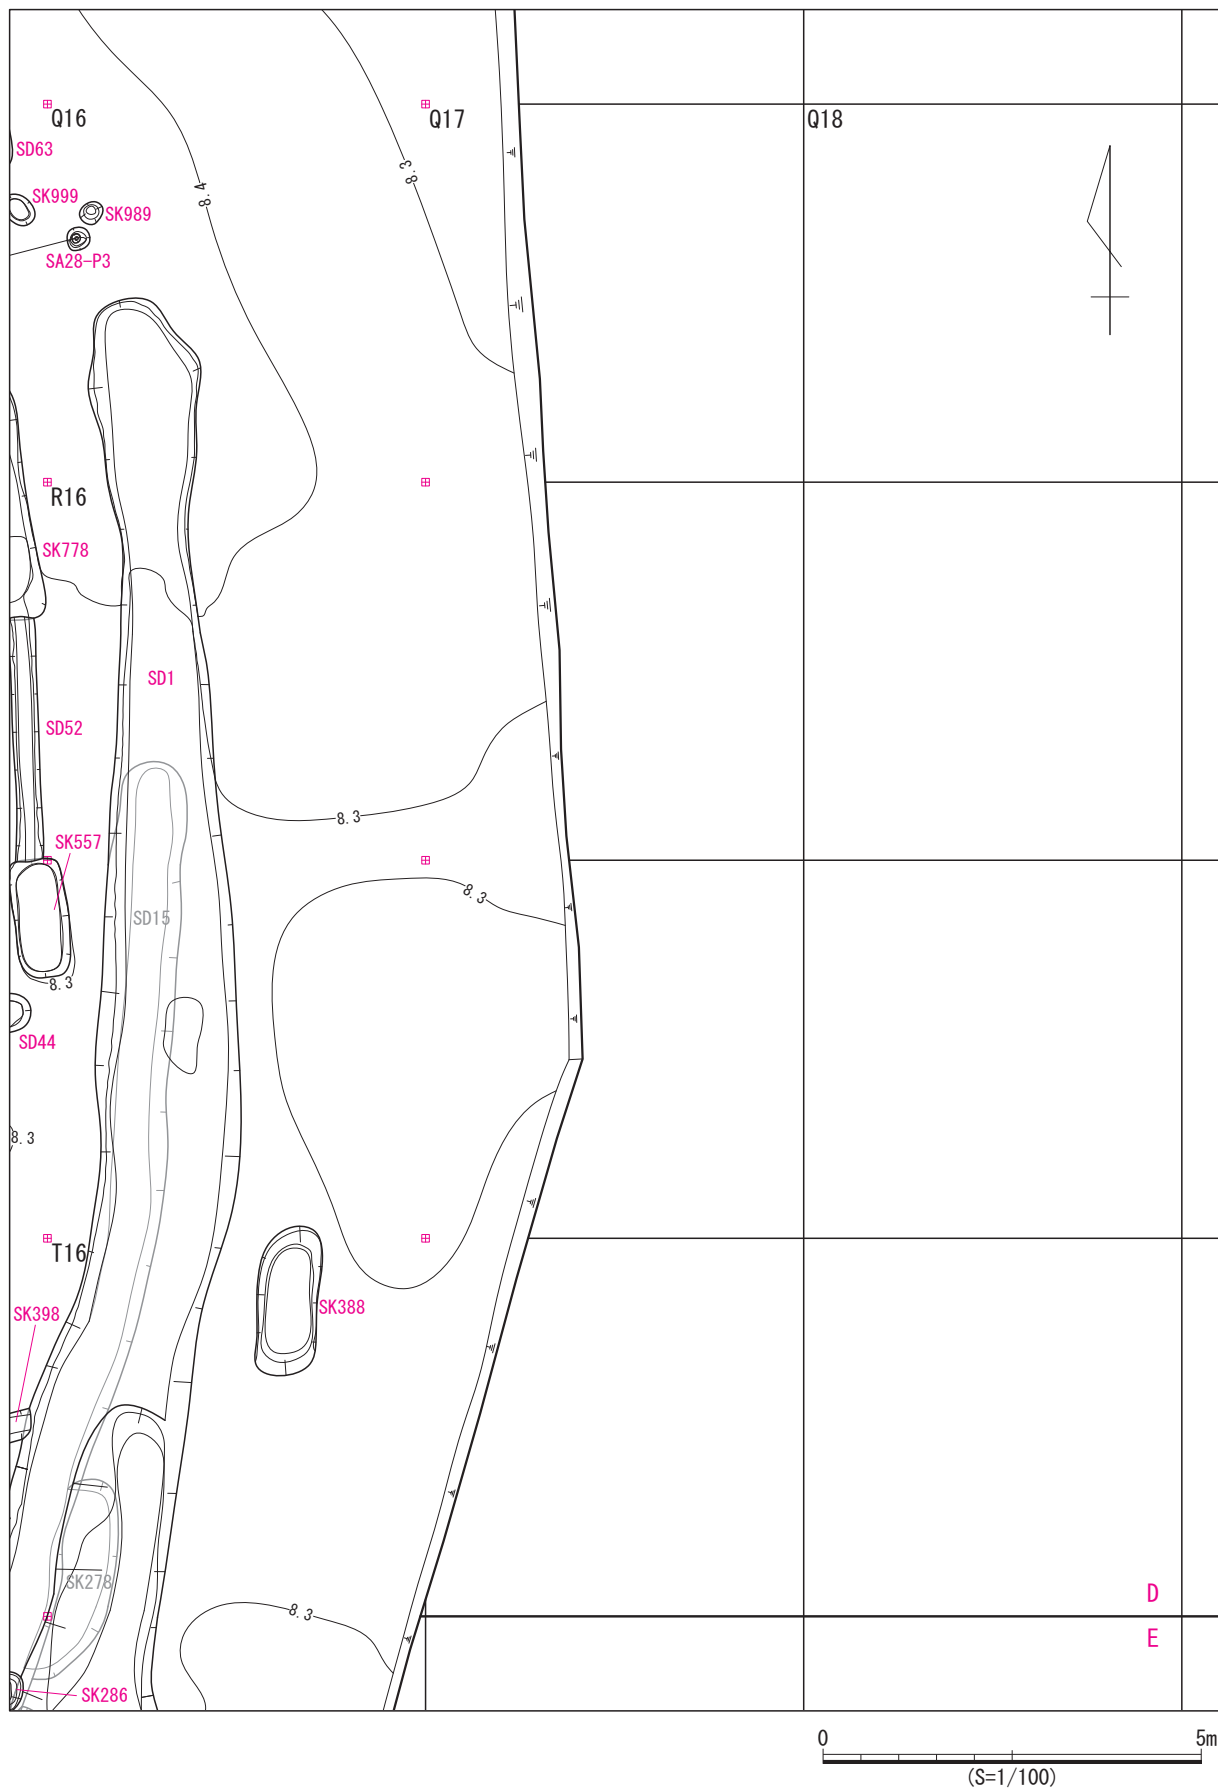 Q16
Q17
Q18
SD63
8.3
8.4
SK999
SK989
SA28-P3
R16
SK778
SD1
SD52
8.3
SK557
8.3
SD15
8.3
SD44
8.3
T16
SK398
SK388
SK278
D
8.3
E
SK286
0
5m
(S=1/100)